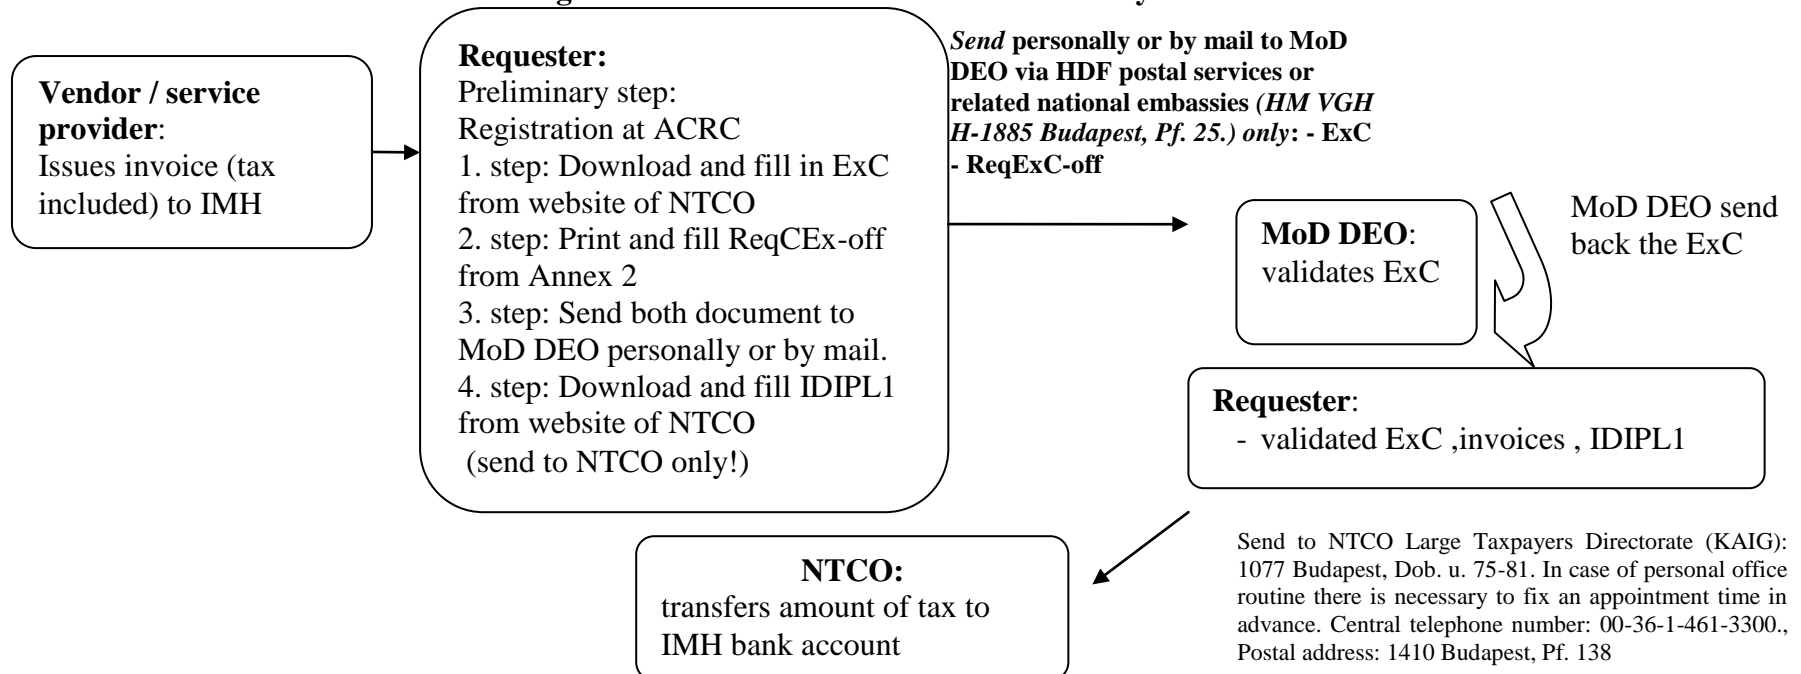 Vendor / service
provider:
Issues invoice (tax
included) to IMH
Requester:
Preliminary step:
Registration at ACRC
1. step: Download and fill in ExC
from website of NTCO
2. step: Print and fill ReqCEx-off
from Annex 2
3. step: Send both document to
MoD DEO personally or by mail.
4. step: Download and fill IDIPL1
from website of NTCO
(send to NTCO only!)
Send personally or by mail to MoD
DEO via HDF postal services or
related national embassies (HM VGH
H-1885 Budapest, Pf. 25.) only: - ExC
- ReqExC-off
MoD DEO:
validates ExC
MoD DEO send
back the ExC
Requester:
- validated ExC ,invoices , IDIPL1
Send to NTCO Large Taxpayers Directorate (KAIG):
1077 Budapest, Dob. u. 75-81. In case of personal office
routine there is necessary to fix an appointment time in
advance. Central telephone number: 00-36-1-461-3300.,
Postal address: 1410 Budapest, Pf. 138
NTCO:
transfers amount of tax to
IMH bank account